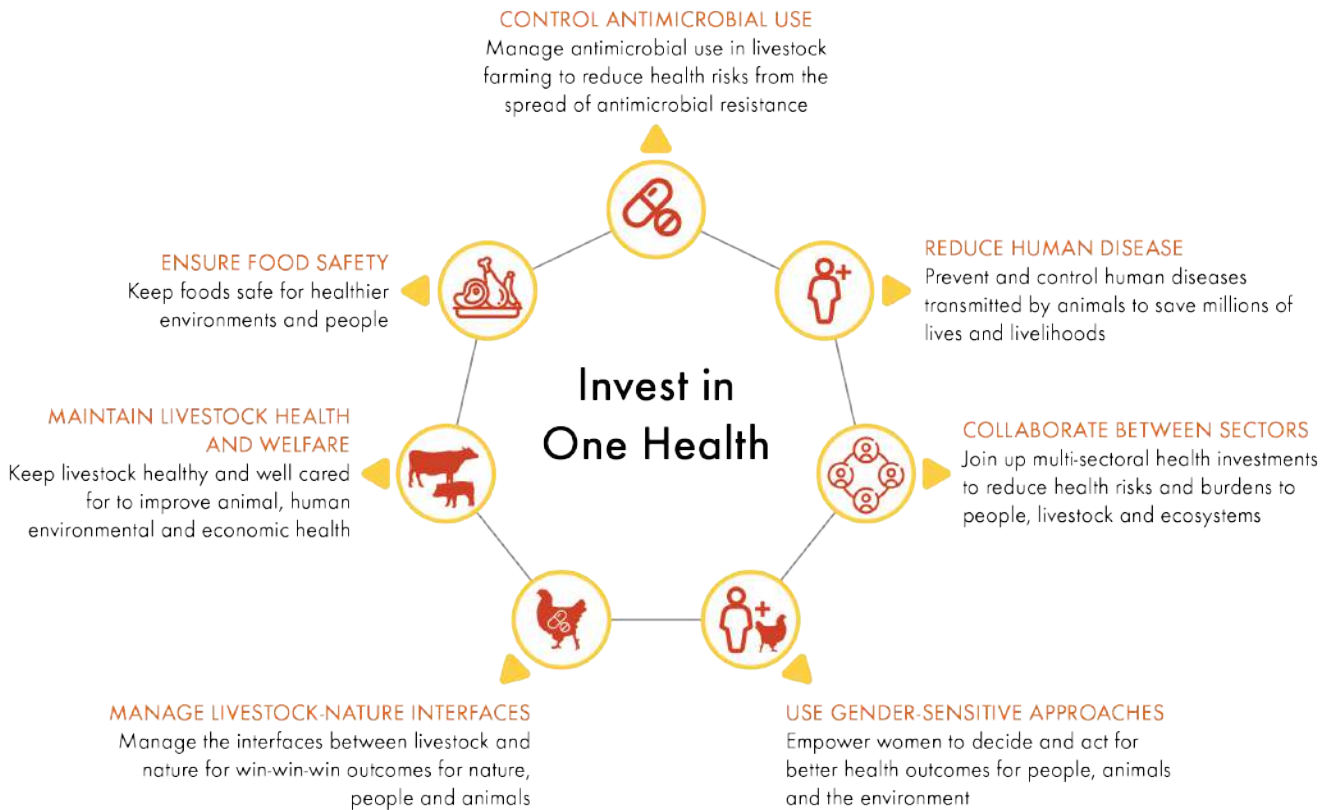 CONTROL ANTIMICROBIAL USE
Manage antimicrobial use in livestock
farming to reduce health risks from the
spread of antimicrobial resistance
REDUCE HUMAN DISEASE
Prevent and control human diseases
transmitted by animals to save millions of
lives and livelihoods
COLLABORATE BETWEEN SECTORS
Join up multi-sectoral health investments
to reduce health risks and burdens to
people, livestock and ecosystems
USE GENDER-SENSITIVE APPROACHES
Empower women to decide and act for
better health outcomes for people, animals
and the environment
MANAGE LIVESTOCK-NATURE INTERFACES
Manage the interfaces between livestock and
nature for win-win-win outcomes for nature,
people and animals
MAINTAIN LIVESTOCK HEALTH
AND WELFARE
Keep livestock healthy and well cared
for to improve animal, human
environmental and economic health
ENSURE FOOD SAFETY
Keep foods safe for healthier
environments and people
Invest in
One Health